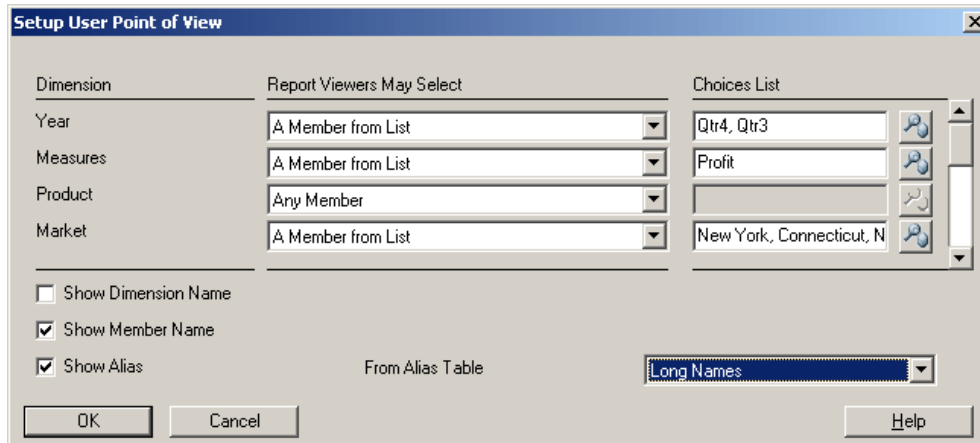 Setup User Point of View
Dimension Report Viewers May Select Choices List
Year A Member from List Qtr4, Qtr3
Measures A Member from List Profit
Product Any Member
Market A Member from List New York, Connecticut, N
Show Dimension Name
Show Member Name
Show Alias From Alias Table Long Names
OK Cancel Help